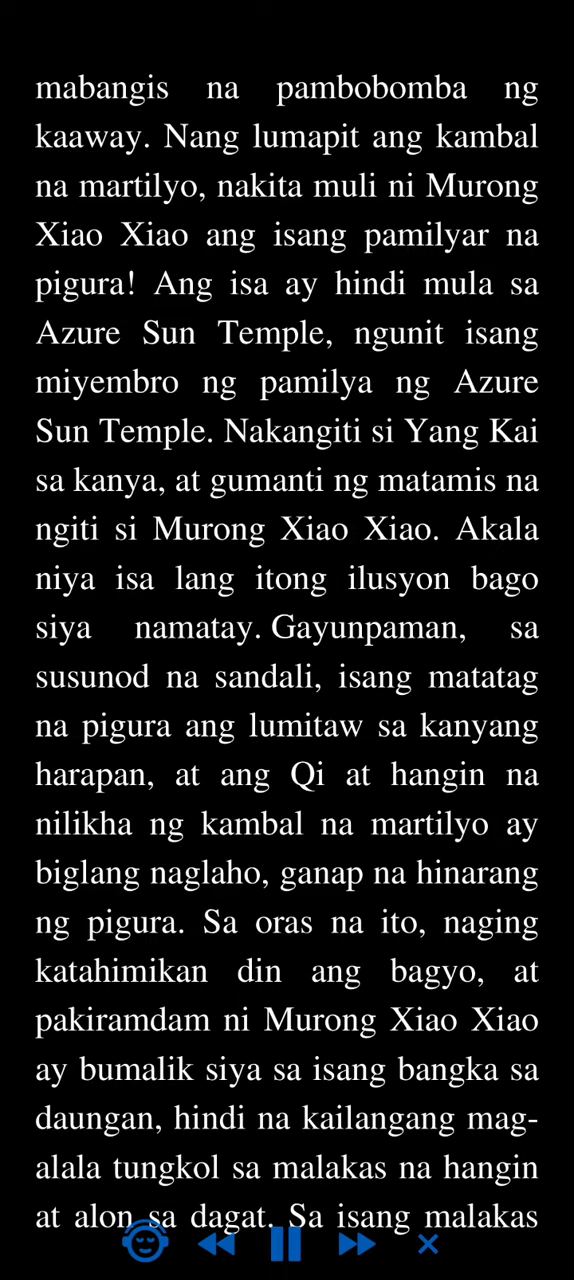 mabangis na pambobomba ng
kaaway. Nang lumapit ang kambal
na martilyo, nakita muli ni Murong
Xiao Xiao ang isang pamilyar na
pigura! Ang isa ay hindi mula sa
Azure Sun Temple, ngunit isang
miyembro ng pamilya ng Azure
Sun Temple. Nakangiti si Yang Kai
sa kanya, at gumanti ng matamis na
ngiti si Murong Xiao Xiao. Akala
niya isa lang itong ilusyon bago
siya namatay. Gayunpaman, sa
susunod na sandali, isang matatag
na pigura ang lumitaw sa kanyang
harapan, at ang Qi at hangin na
nilikha ng kambal na martilyo ay
biglang naglaho, ganap na hinarang
ng pigura. Sa oras na ito, naging
katahimikan din ang bagyo, at
pakiramdam ni Murong Xiao Xiao
ay bumalik siya sa isang bangka sa
daungan, hindi na kailangang mag-
alala tungkol sa malakas na hangin
at alon sa dagat. Sa isang malakas